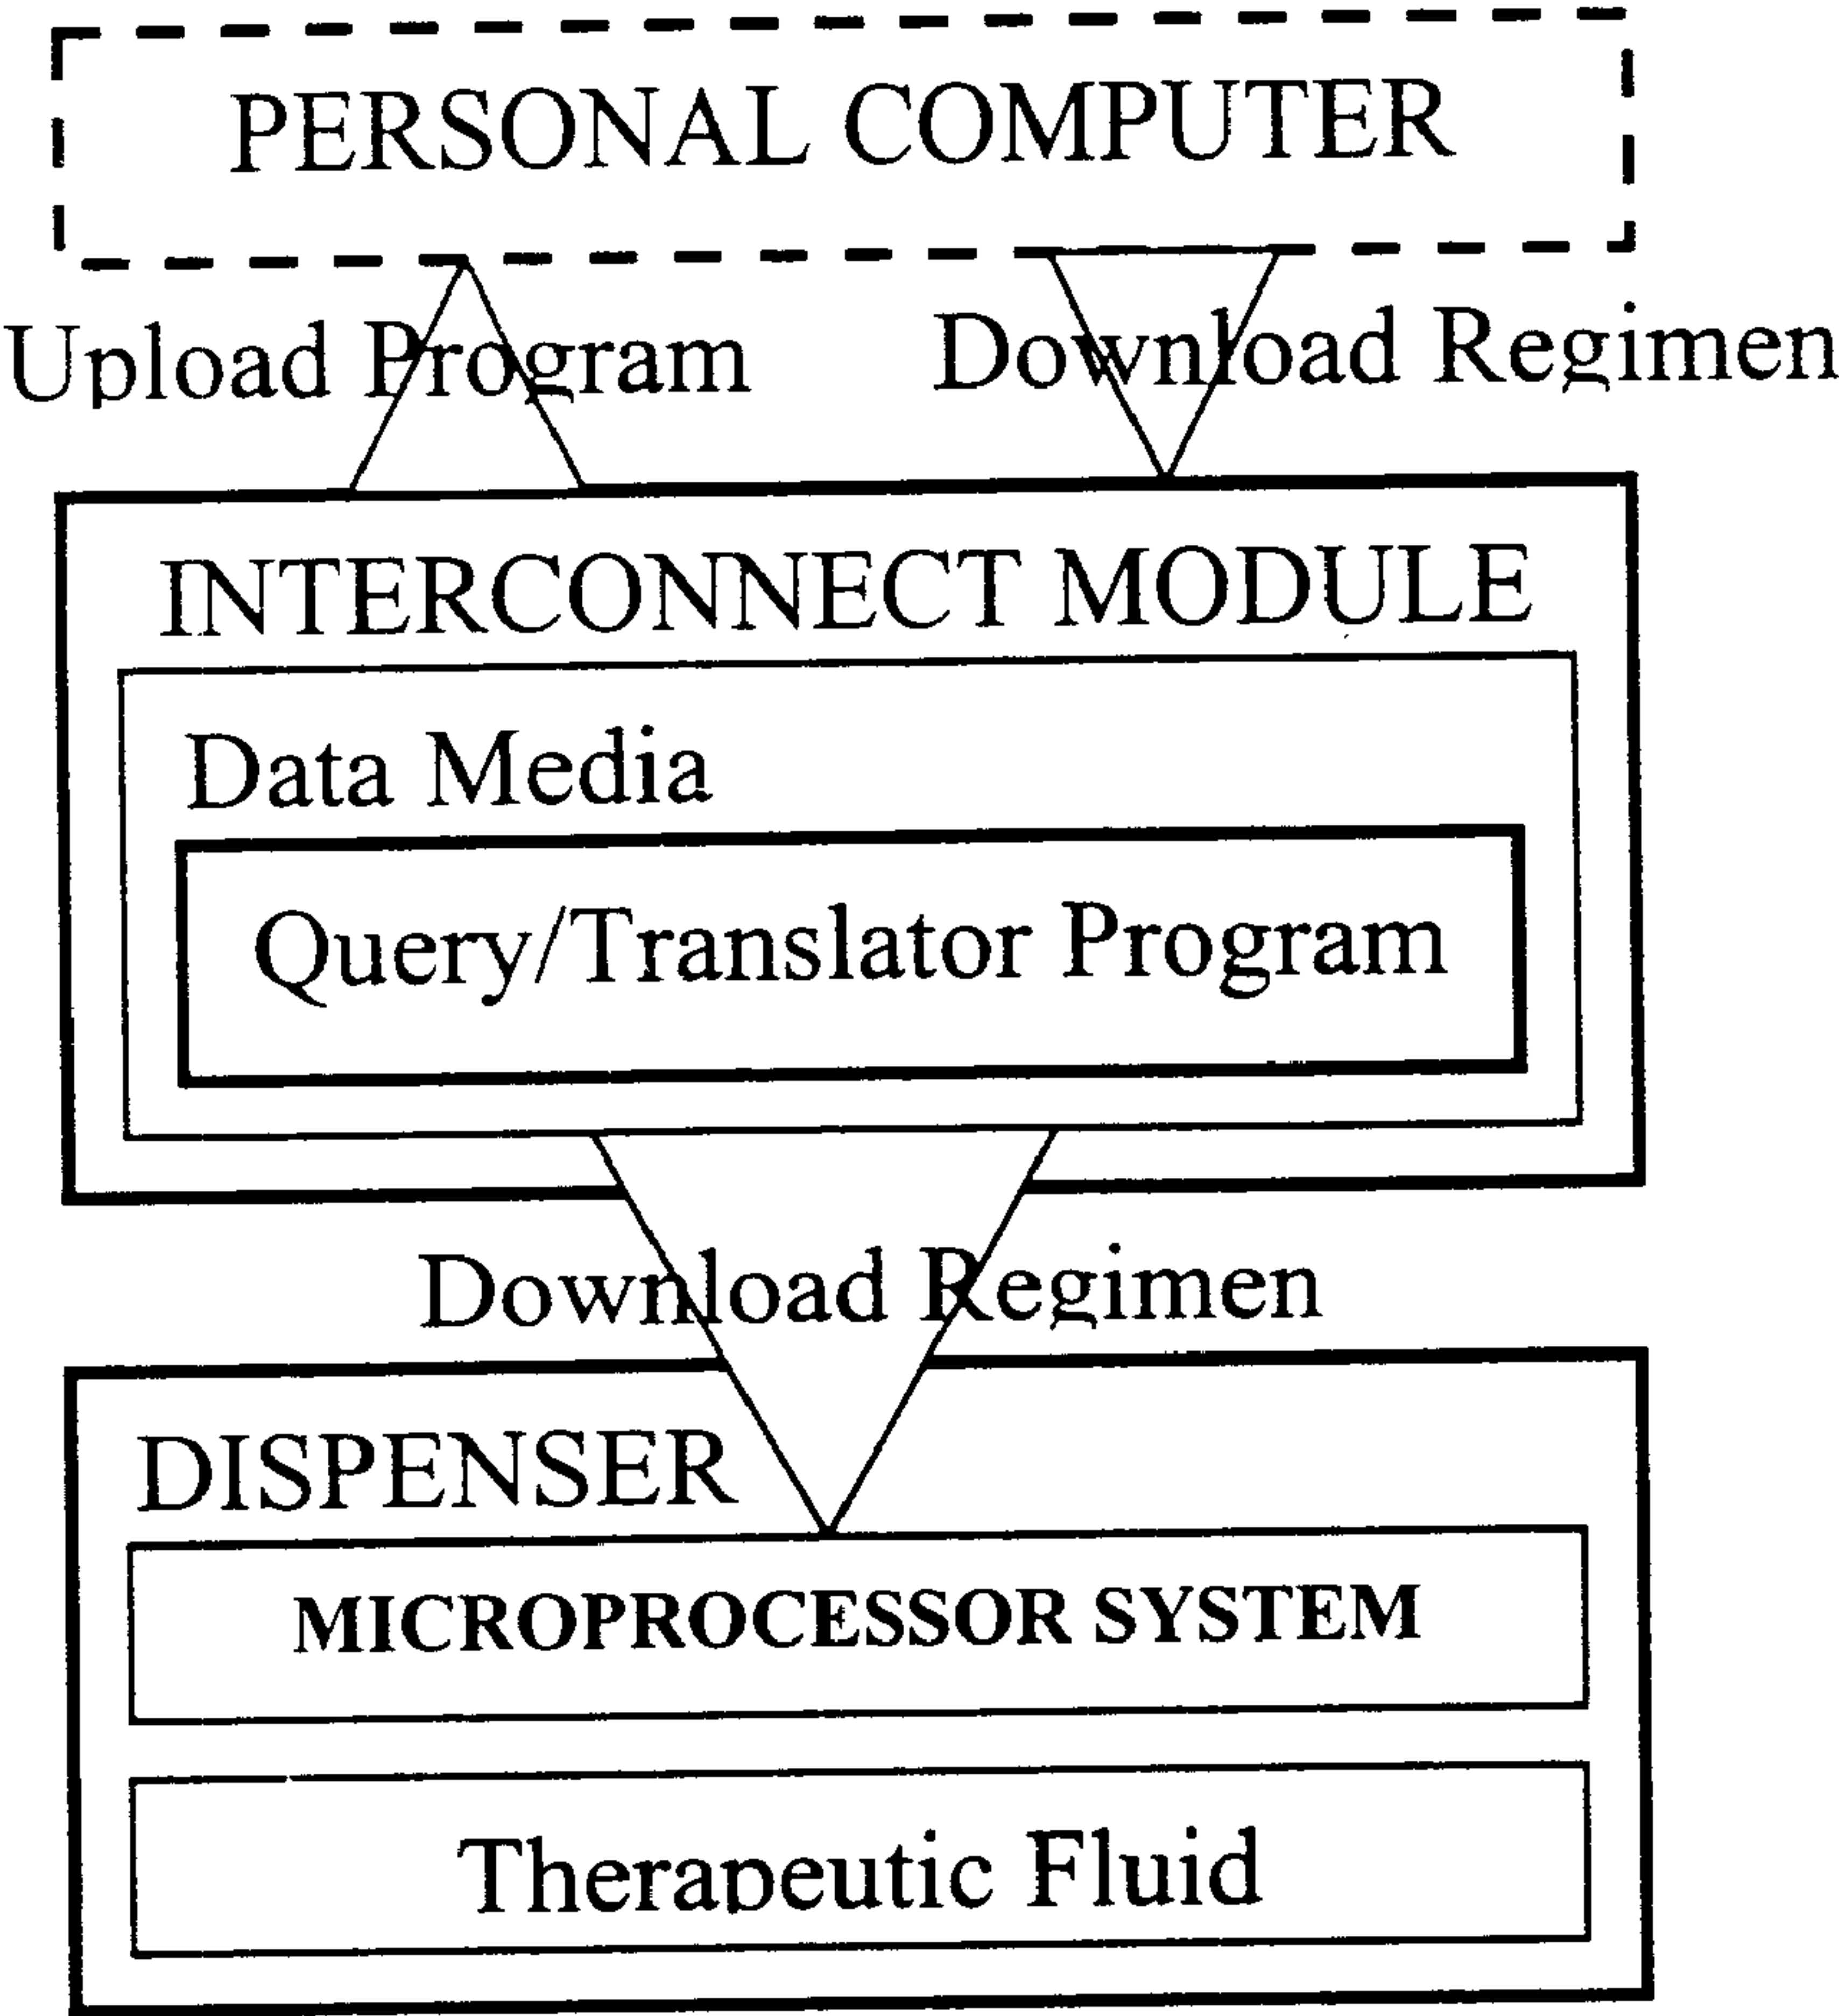 PERSONAL COMPUTER
Upload Program
Download Regimen
INTERCONNECT MODULE
Data Media
Query/Translator Program
Download Regimen
DISPENSER
MICROPROCESSOR SYSTEM
Therapeutic Fluid